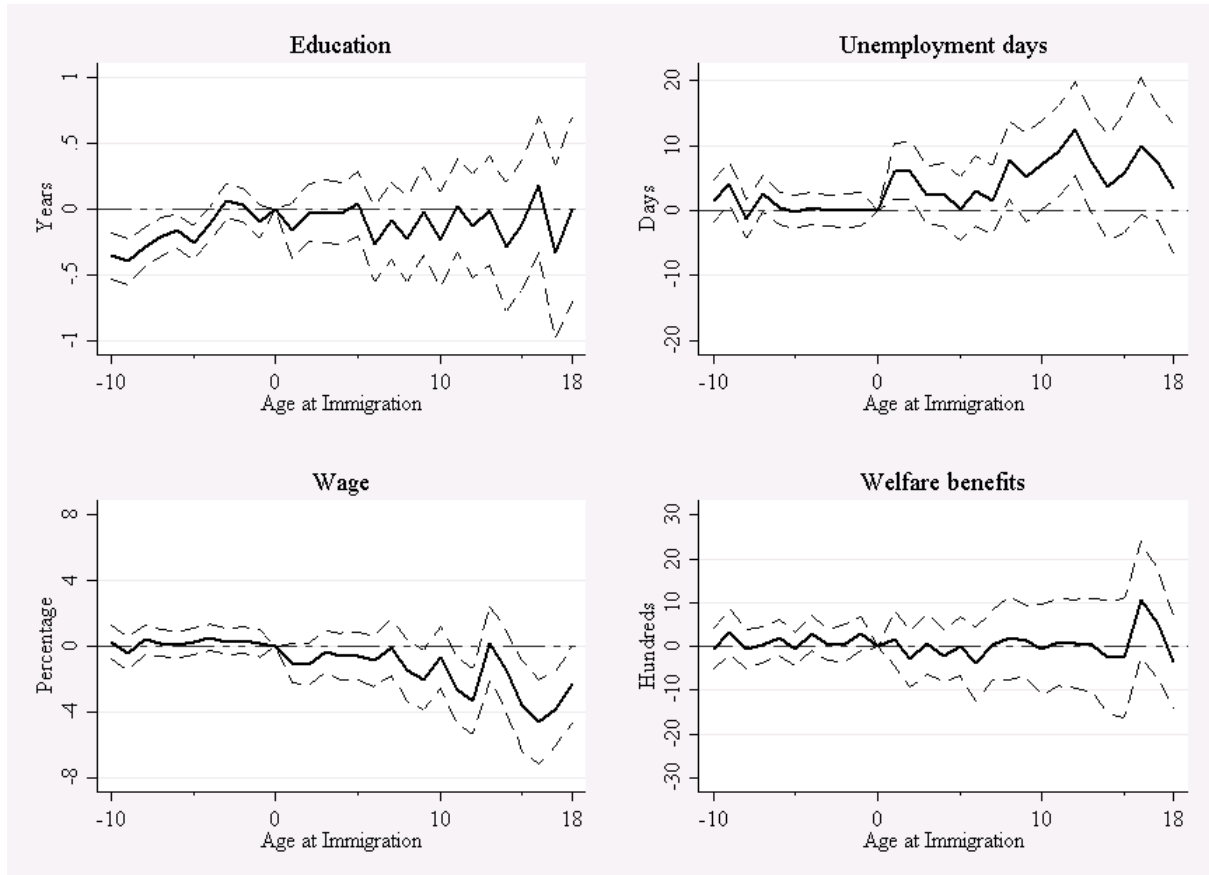 Education
1
.5
0
-.5
-1
Years
-10 0 10 18
Age at Immigration
Unemployment days
20
10
0
-10
-20
Days
-10 0 10 18
Age at Immigration
Wage
8
4
0
-4
-8
Percentage
-10 0 10 18
Age at Immigration
Welfare benefits
30
20
10
0
-10
-20
-30
Hundreds
-10 0 10 18
Age at Immigration